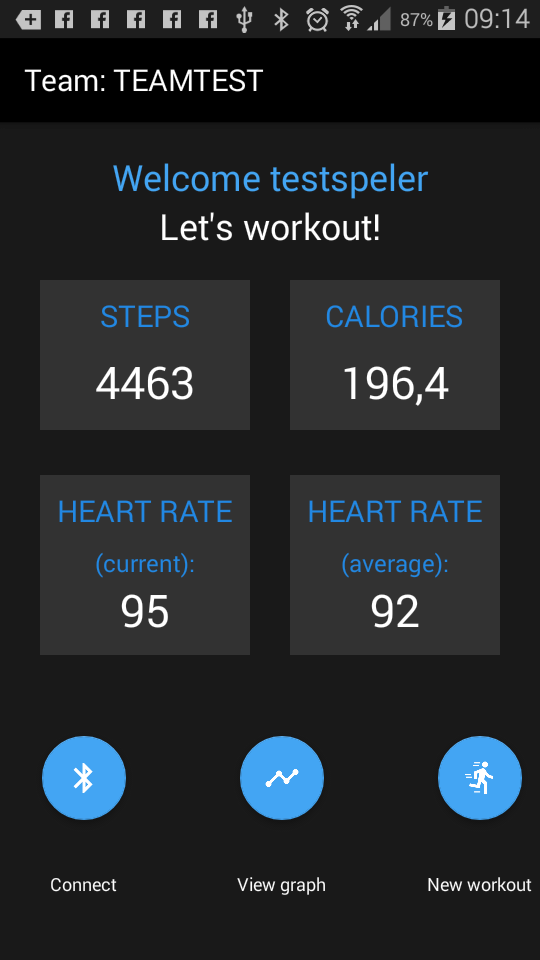 87% 09:14
Team: TEAMTEST
Welcome testspeler
Let's workout!
STEPS
4463
CALORIES
196,4
HEART RATE
(current):
95
HEART RATE
(average):
92
Connect
View graph
New workout